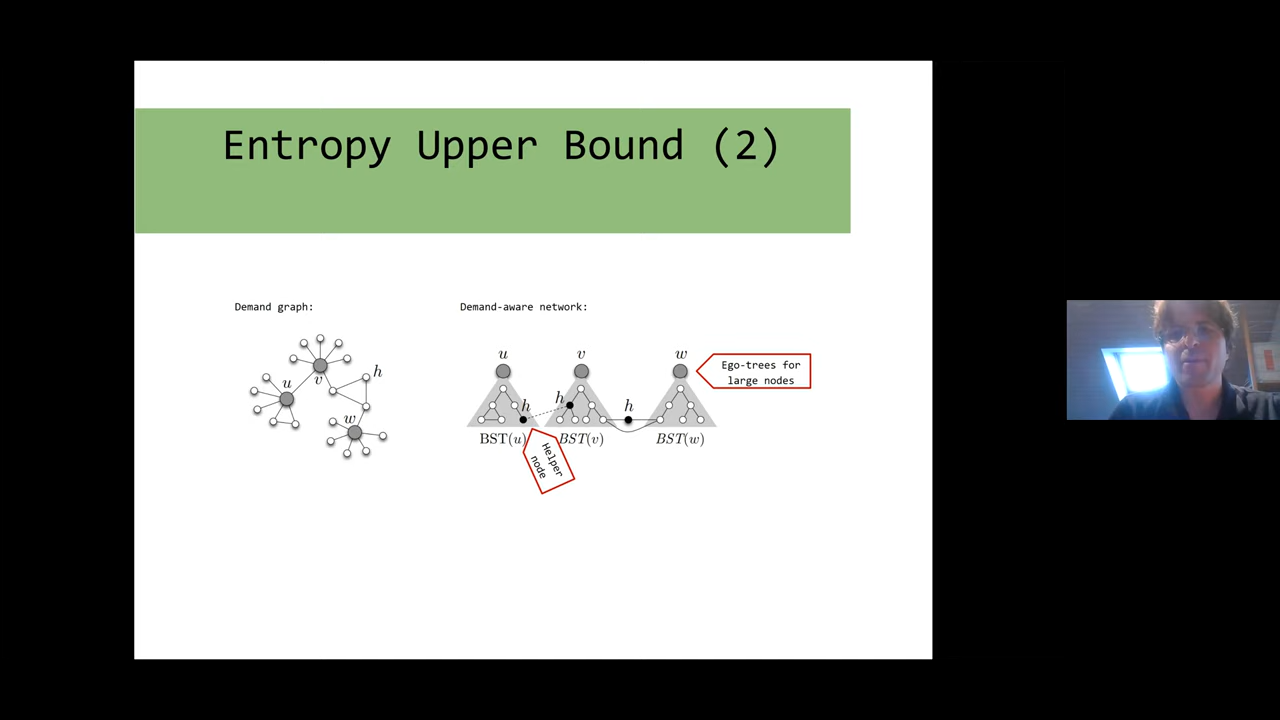 Entropy Upper Bound (2)
Demand graph:
Demand-aware network:
h
u
v
w
u
v
w
Ego-trees for
large nodes
h
h
h
BST(u)
BST(v)
BST(w)
Helper
node